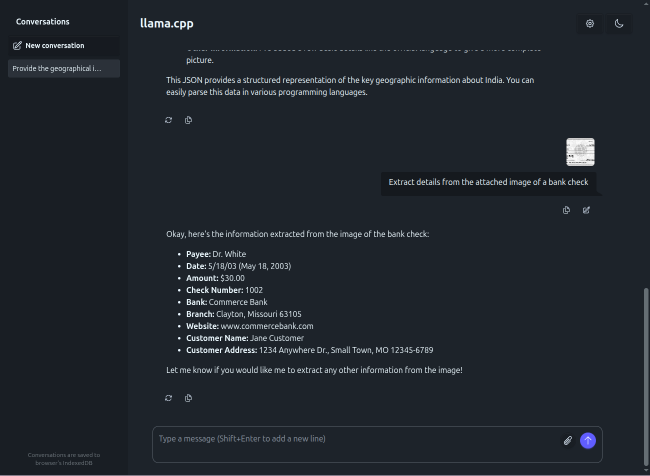 Conversations
llama.cpp
New conversation
Provide the geographical i...
picture.
This JSON provides a structured representation of the key geographic information about India. You can
easily parse this data in various programming languages.
Extract details from the attached image of a bank check
Okay, here's the information extracted from the image of the bank check:
• Payee: Dr. White
• Date: 5/18/03 (May 18, 2003)
• Amount: $30.00
• Check Number: 1002
• Bank: Commerce Bank
• Branch: Clayton, Missouri 63105
• Website: www.commercebank.com
• Customer Name: Jane Customer
• Customer Address: 1234 Anywhere Dr., Small Town, MO 12345-6789
Let me know if you would like me to extract any other information from the image!
Type a message (Shift+Enter to add a new line)
Conversations are saved to
browser's IndexedDB